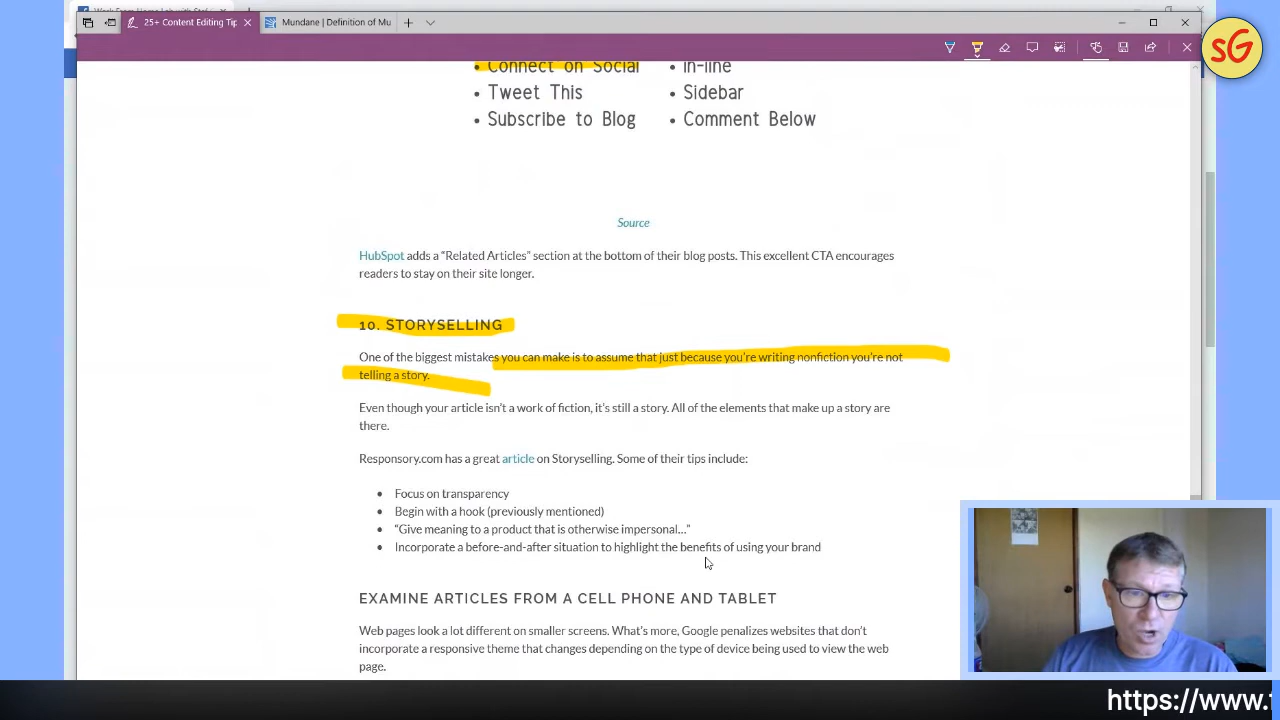 Work From Home Lab with Stef
25+ Content Editing Tip
Mundane | Definition of Mu
SG
• Connect on Social
• In-line
• Tweet This
• Sidebar
• Subscribe to Blog
• Comment Below
Source
HubSpot adds a “Related Articles” section at the bottom of their blog posts. This excellent CTA encourages
readers to stay on their site longer.
10. STORYSELLING
One of the biggest mistakes you can make is to assume that just because you’re writing nonfiction you’re not
telling a story.
Even though your article isn’t a work of fiction, it’s still a story. All of the elements that make up a story are
there.
Responsory.com has a great article on Storyselling. Some of their tips include:
• Focus on transparency
• Begin with a hook (previously mentioned)
• “Give meaning to a product that is otherwise impersonal...”
• Incorporate a before-and-after situation to highlight the benefits of using your brand
EXAMINE ARTICLES FROM A CELL PHONE AND TABLET
Web pages look a lot different on smaller screens. What’s more, Google penalizes websites that don’t
incorporate a responsive theme that changes depending on the type of device being used to view the web
page.
https://www.f